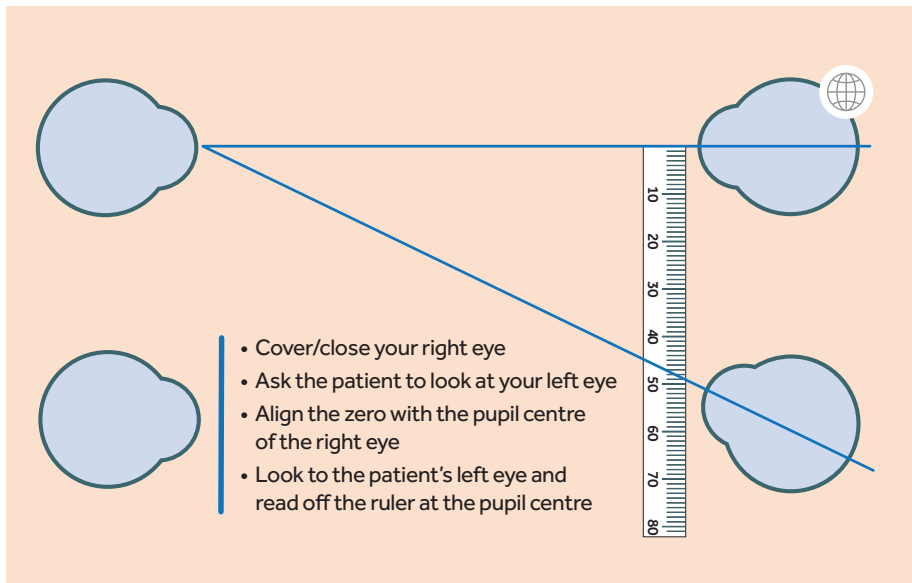 10
20
30
40
50
60
70
80
• Cover/close your right eye
• Ask the patient to look at your left eye
• Align the zero with the pupil centre
of the right eye
• Look to the patient's left eye and
read off the ruler at the pupil centre